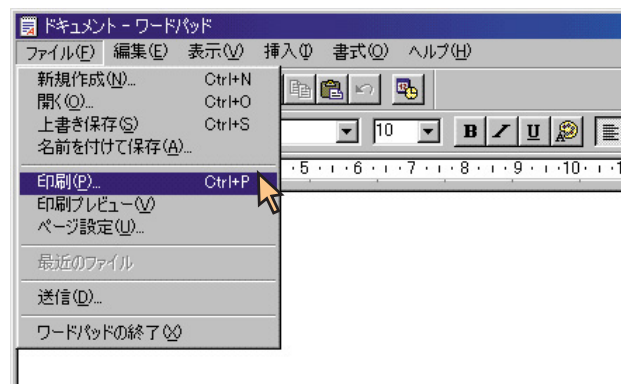 ドキュメント - ワードパッド
ファイル(F) 編集(E) 表示(V) 挿入(I) 書式(O) ヘルプ(H)
新規作成(N)... Ctrl+N
開く(O)... Ctrl+O
上書き保存(S) Ctrl+S
名前を付けて保存(A)...
10 B I U
5 6 7 8 9 10
印刷(P)... Ctrl+P
印刷プレビュー(V)
ページ設定(U)...
最近のファイル
送信(D)...
ワードパッドの終了(X)